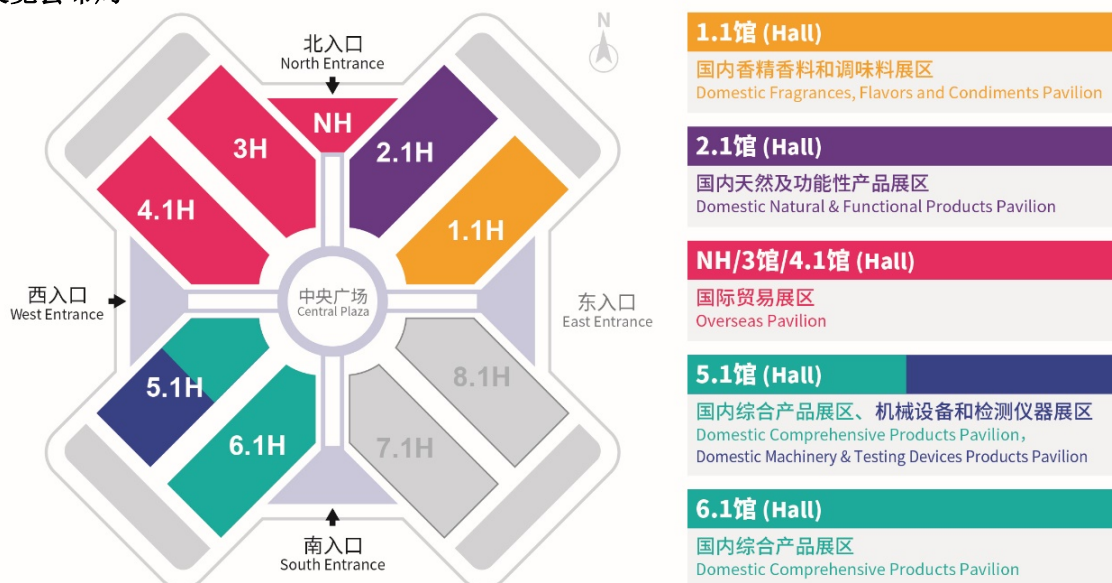 北入口
North Entrance
N
NH
3H
2.1H
4.1H
1.1H
西入口
West Entrance
中央广场
Central Plaza
东入口
East Entrance
5.1H
8.1H
6.1H
7.1H
南入口
South Entrance
1.1馆 (Hall)
国内香精香料和调味料展区
Domestic Fragrances, Flavors and Condiments Pavilion
2.1馆 (Hall)
国内天然及功能性产品展区
Domestic Natural & Functional Products Pavilion
NH/3馆/4.1馆 (Hall)
国际贸易展区
Overseas Pavilion
5.1馆 (Hall)
国内综合产品展区、机械设备和检测仪器展区
Domestic Comprehensive Products Pavilion,
Domestic Machinery & Testing Devices Products Pavilion
6.1馆 (Hall)
国内综合产品展区
Domestic Comprehensive Products Pavilion